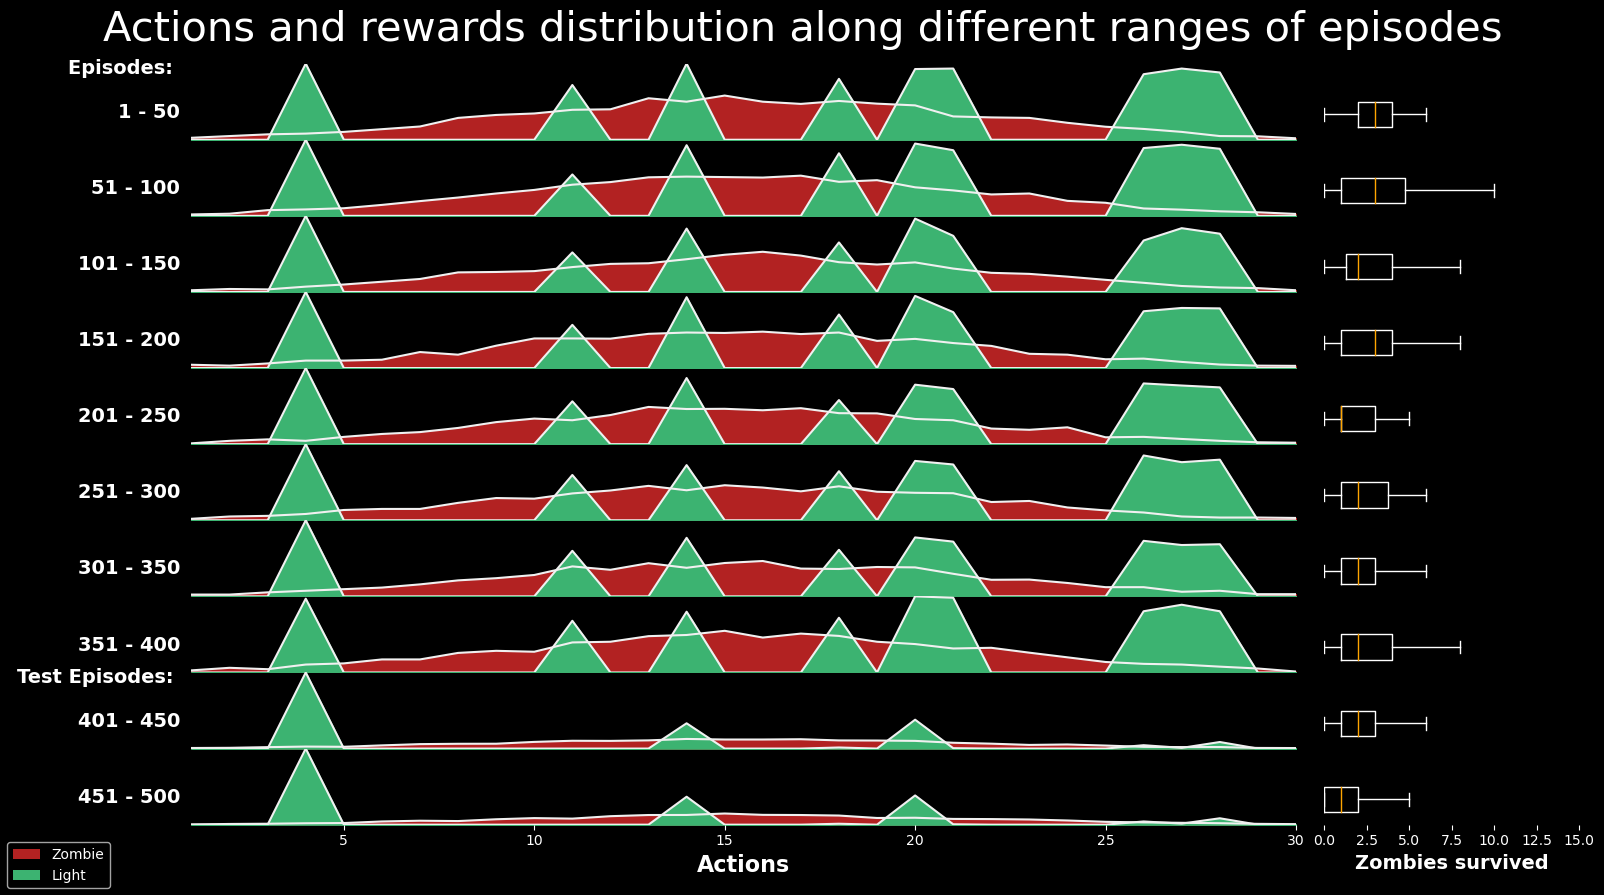 Actions and rewards distribution along different ranges of episodes
Episodes:
1 - 50
51 - 100
101 - 150
151 - 200
201 - 250
251 - 300
301 - 350
351 - 400
Test Episodes:
401 - 450
451 - 500
5 10 15 20 25 30 0.0 2.5 5.0 7.5 10.0 12.5 15.0
Actions Zombies survived
Zombie
Light